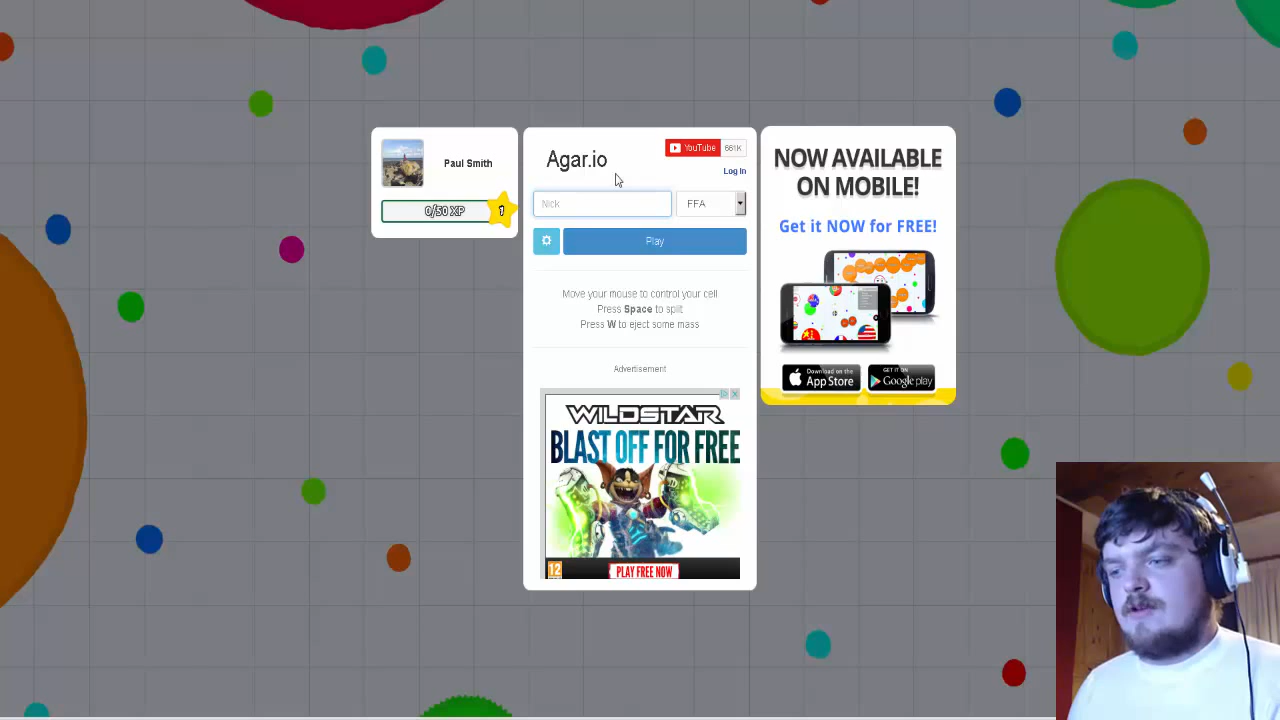 Paul Smith
0/50 XP
1
Agar.io
YouTube 661K
Log In
Nick
FFA
Play
Move your mouse to control your cell
Press Space to split
Press W to eject some mass
Advertisement
WILDSTAR
BLAST OFF FOR FREE
12
PLAY FREE NOW
NOW AVAILABLE
ON MOBILE!
Get it NOW for FREE!
Download on the
App Store
GET IT ON
Google play